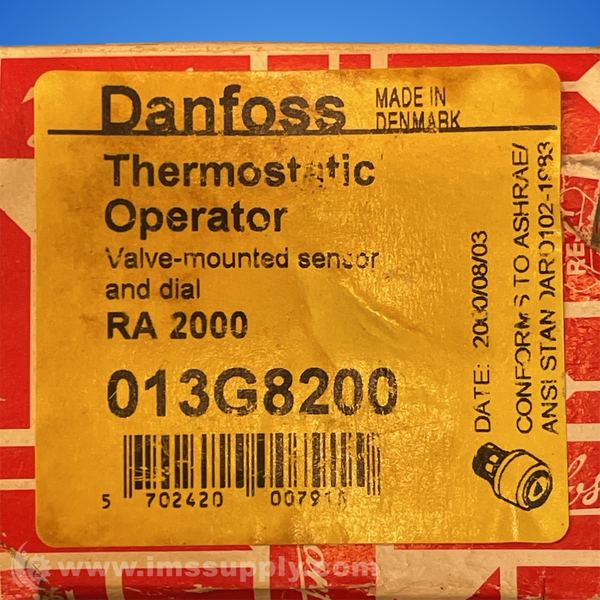 Danfoss
MADE IN
DENMARK
Thermostatic
Operator
Valve-mounted sensor
and dial
RA 2000
013G8200
5 702420
DATE: 2000/08/03
CONFORMS TO ASHRAE/
ANSI STANDARD102-1983
www.imssupply.com